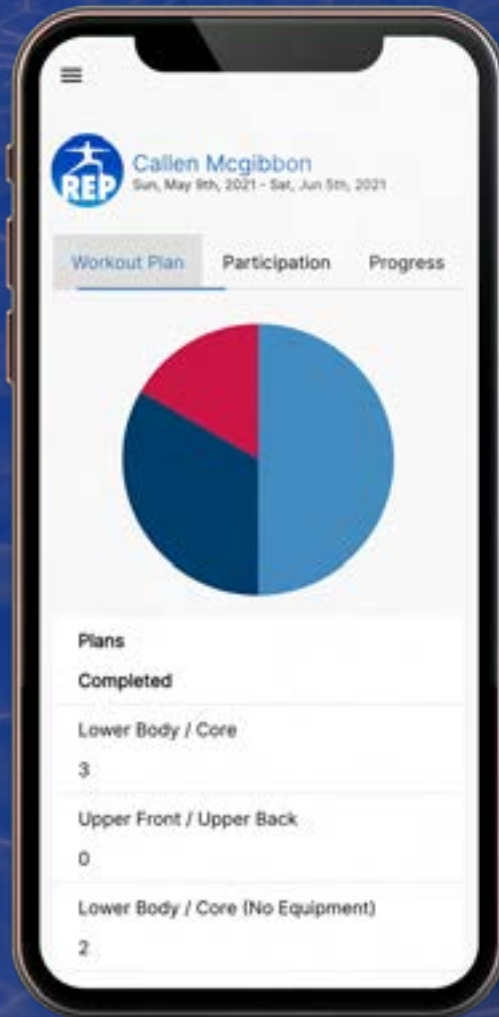 REP
Callen Mcgibbon
Sun, May 9th, 2021 - Sat, Jun 5th, 2021
Workout Plan Participation Progress
Plans
Completed
Lower Body / Core
3
Upper Front / Upper Back
0
Lower Body / Core (No Equipment)
2